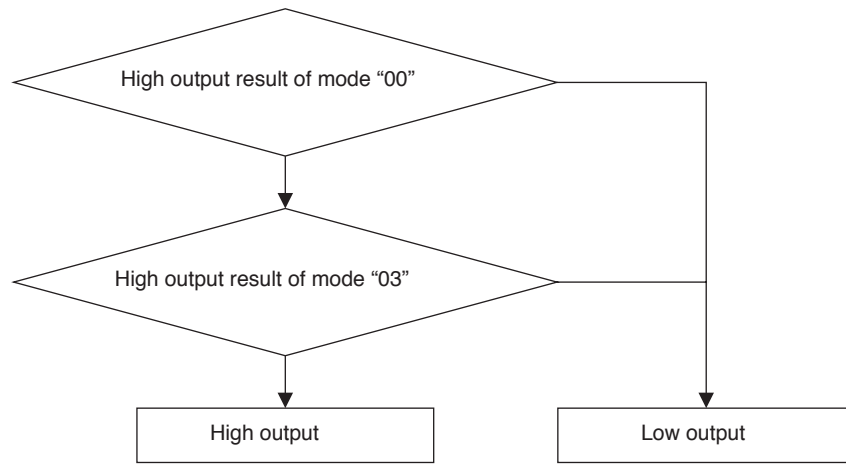 High output result of mode “00”
High output result of mode “03”
High output
Low output